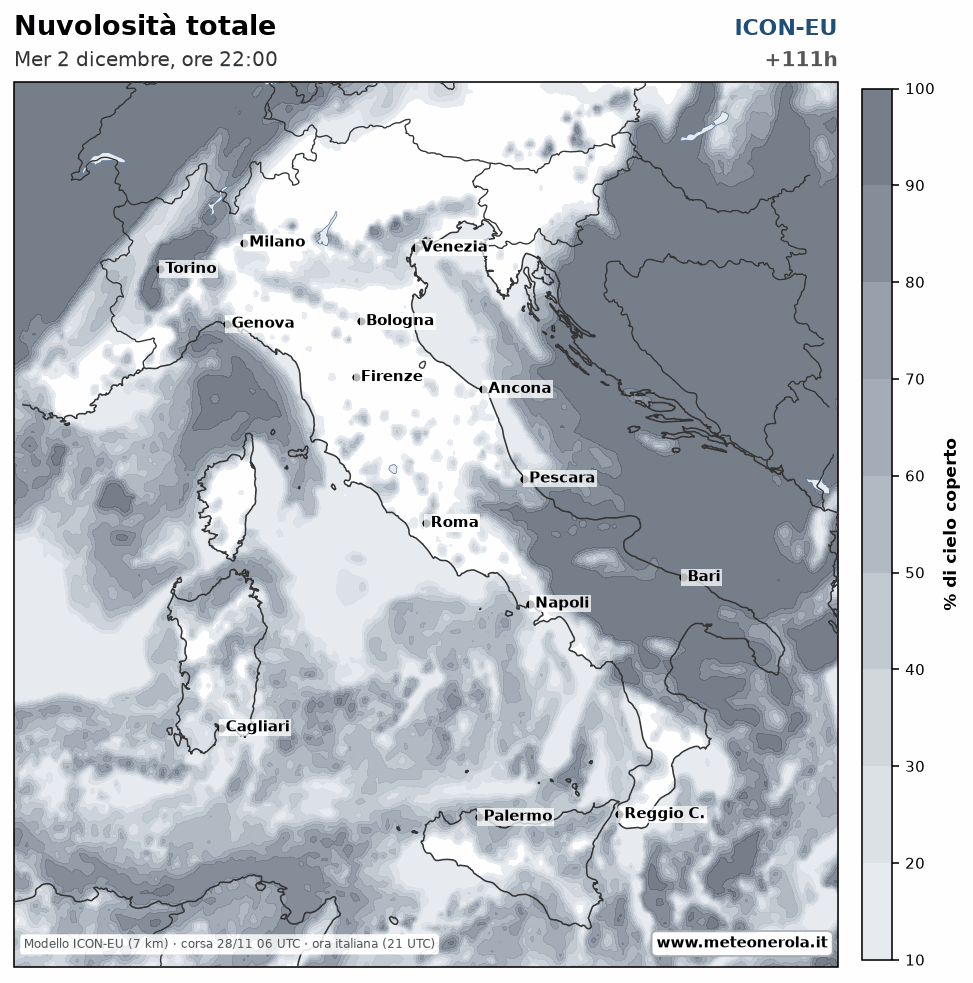 Nuvolosità totale
ICON-EU
Mer 2 dicembre, ore 22:00
+111h
100
90
80
70
60
50
40
30
20
10
% di cielo coperto
Milano
Venezia
Torino
Genova
Bologna
Firenze
Ancona
Pescara
Roma
Bari
Napoli
Cagliari
Palermo
Reggio C.
Modello ICON-EU (7 km) · corsa 28/11 06 UTC · ora italiana (21 UTC)
www.meteonerola.it